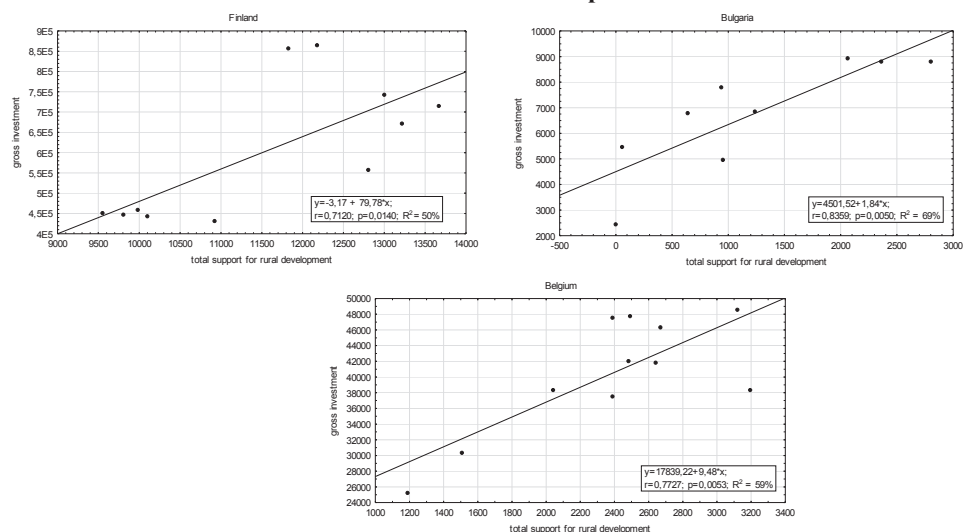 Finland
gross investment
9E5
8,5E5
8E5
7,5E5
7E5
6,5E5
6E5
5,5E5
5E5
4,5E5
4E5
9000 9500 10000 10500 11000 11500 12000 12500 13000 13500 14000
total support for rural development
y=-3,17 + 79,78*x;
r=0,7120; p=0,0140; R² = 50%
Bulgaria
gross investment
10000
9000
8000
7000
6000
5000
4000
3000
2000
-500 0 500 1000 1500 2000 2500 3000
total support for rural development
y=4501,52+1,84*x;
r=0,8359; p=0,0050; R² = 69%
Belgium
gross investment
50000
48000
46000
44000
42000
40000
38000
36000
34000
32000
30000
28000
26000
24000
1000 1200 1400 1600 1800 2000 2200 2400 2600 2800 3000 3200 3400
total support for rural development
y=17839,22+9,48*x;
r=0,7727; p=0,0053; R² = 59%